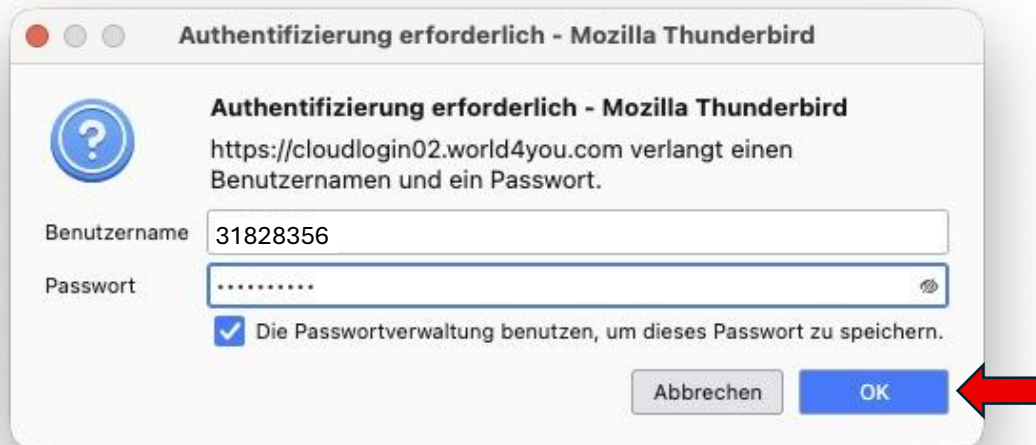 Authentifizierung erforderlich - Mozilla Thunderbird
Authentifizierung erforderlich - Mozilla Thunderbird
https://cloudlogin02.world4you.com verlangt einen
Benutzernamen und ein Passwort.
Benutzername 31828356
Passwort ••••••••••
Die Passwortverwaltung benutzen, um dieses Passwort zu speichern.
Abbrechen OK